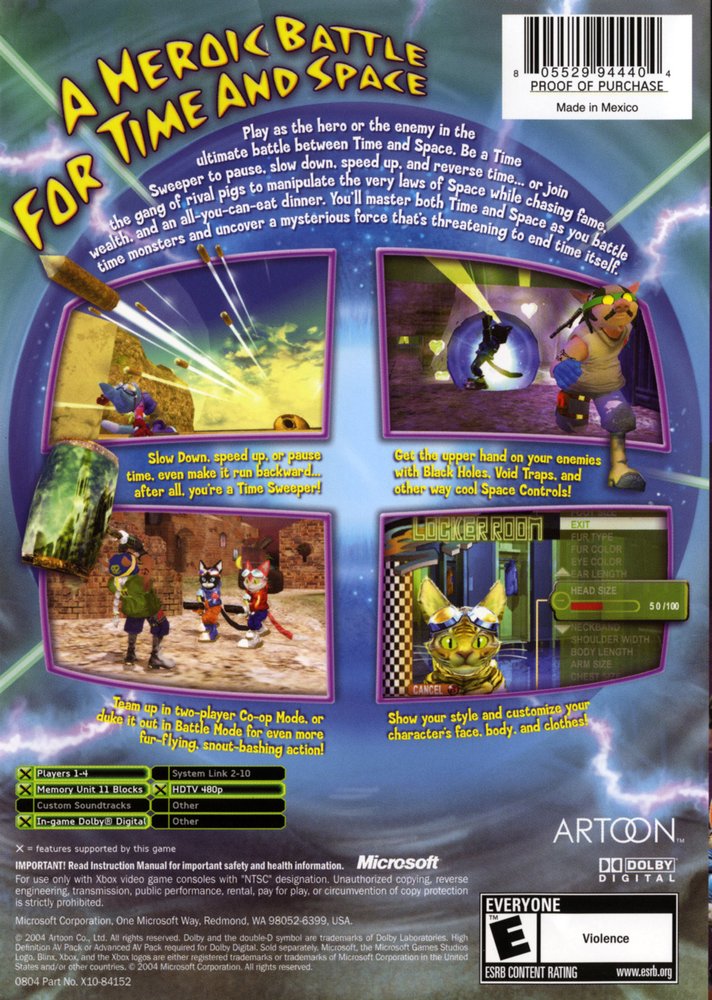 A HEROIC BATTLE
FOR TIME AND SPACE
8 05529 94440 4
PROOF OF PURCHASE
Made in Mexico
Play as the hero or the enemy in the
ultimate battle between Time and Space. Be a Time
Sweeper to pause, slow down, speed up, and reverse time... or join
the gang of rival pigs to manipulate the very laws of Space while chasing fame,
wealth, and an all-you-can-eat dinner. You'll master both Time and Space as you battle
time monsters and uncover a mysterious force that's threatening to end time itself.
Slow Down, speed up, or pause
time, even make it run backward...
after all, you're a Time Sweeper!
Get the upper hand on your enemies
with Black Holes, Void Traps, and
other way cool Space Controls!
LOCKER ROOM
EXIT
FUR TYPE
FUR COLOR
EYE COLOR
EAR LENGTH
HEAD SIZE
50/100
NECKBAND
SHOULDER WIDTH
BODY LENGTH
ARM SIZE
CHEST SIZE
CANCEL
Team up in two-player Co-op Mode, or
duke it out in Battle Mode for even more
fur-flying, snout-bashing action!
Show your style and customize your
character's face, body, and clothes!
X Players 1-4
System Link 2-10
X Memory Unit 11 Blocks
X HDTV 480p
Custom Soundtracks
Other
X In-game Dolby® Digital
Other
X = features supported by this game
IMPORTANT! Read Instruction Manual for important safety and health information.
Microsoft
For use only with Xbox video game consoles with "NTSC" designation. Unauthorized copying, reverse
engineering, transmission, public performance, rental, pay for play, or circumvention of copy protection
is strictly prohibited.
Microsoft Corporation, One Microsoft Way, Redmond, WA 98052-6399, USA.
© 2004 Artoon Co., Ltd. All rights reserved. Dolby and the double-D symbol are trademarks of Dolby Laboratories. High
Definition AV Pack or Advanced AV Pack required for Dolby Digital. Sold separately. Microsoft, the Microsoft Games Studios
Logo, Blinx, Xbox, and the Xbox logos are either registered trademarks or trademarks of Microsoft Corporation in the United
States and/or other countries. © 2004 Microsoft Corporation. All rights reserved.
0804 Part No. X10-84152
ARTOON™
DOLBY
DIGITAL
EVERYONE
E
Violence
ESRB CONTENT RATING
www.esrb.org